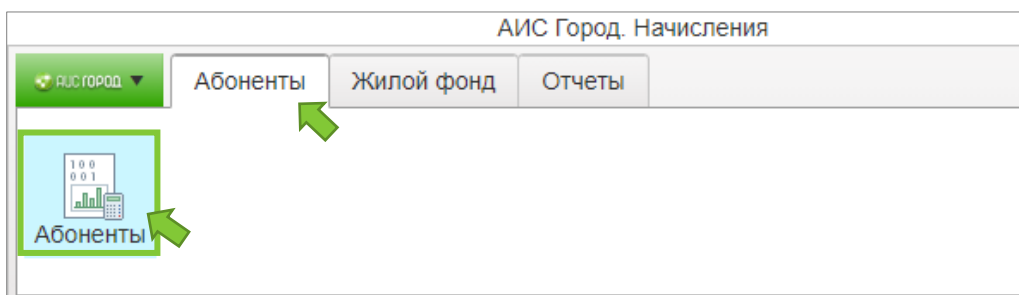 АИС Город. Начисления
АИС ГОРОД
Абоненты
Жилой фонд
Отчеты
100
001
Абоненты